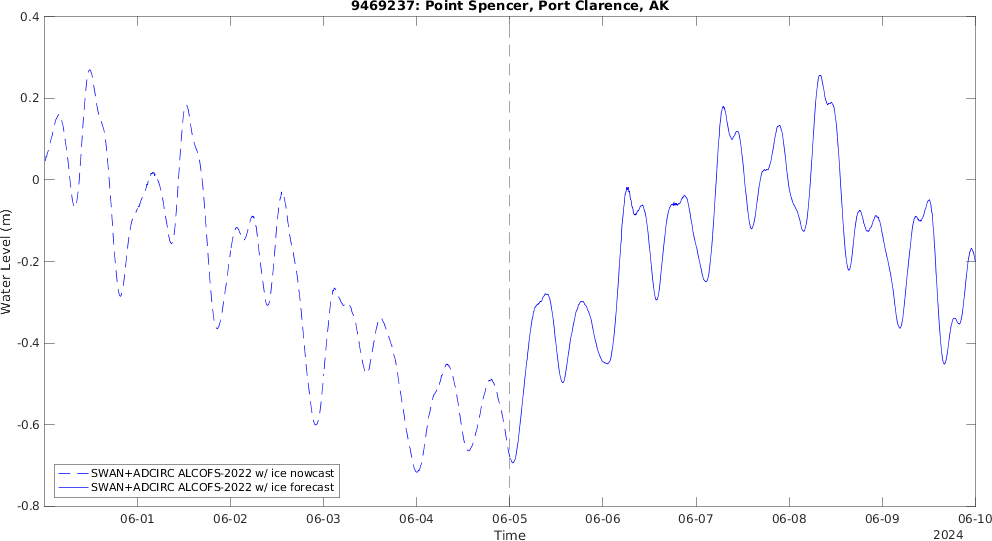 9469237: Point Spencer, Port Clarence, AK
0.4
0.2
0
-0.2
-0.4
-0.6
-0.8
Water Level (m)
SWAN+ADCIRC ALCOFS-2022 w/ ice nowcast
SWAN+ADCIRC ALCOFS-2022 w/ ice forecast
06-01 06-02 06-03 06-04 06-05 06-06 06-07 06-08 06-09 06-10
Time
2024